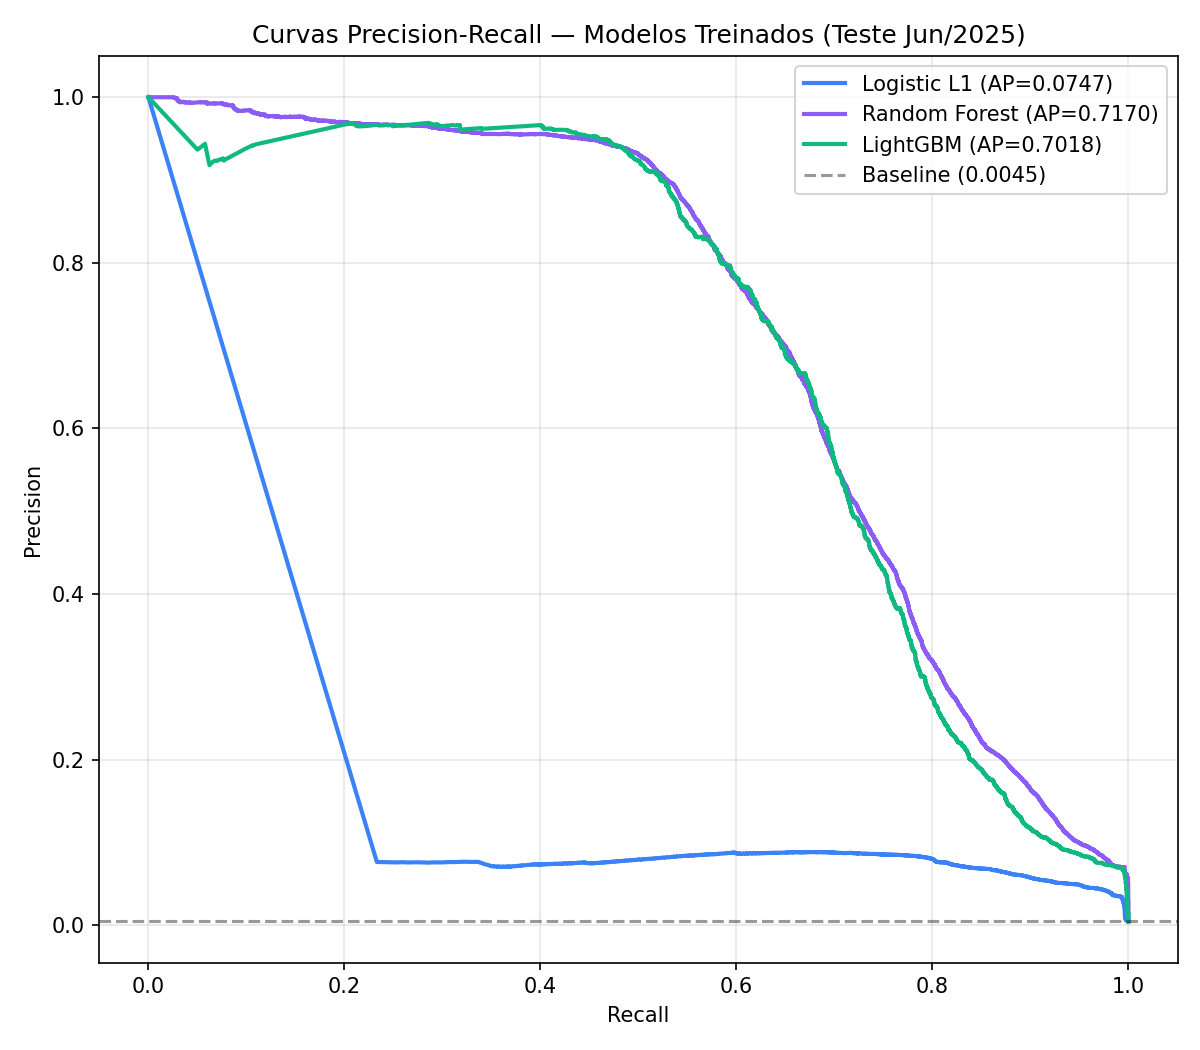 Curvas Precision-Recall — Modelos Treinados (Teste Jun/2025)
Logistic L1 (AP=0.0747)
Random Forest (AP=0.7170)
LightGBM (AP=0.7018)
Baseline (0.0045)
Precision
1.0
0.8
0.6
0.4
0.2
0.0
0.0 0.2 0.4 0.6 0.8 1.0
Recall